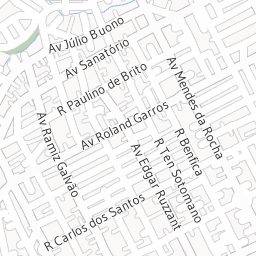 Av Júlio Buono
Av Sanatório
R Paulino de Brito
Av Mendes da Rocha
Av Roland Garros
Av Ramiz Galvão
R Benfica
R Ten Sotomano
Av Edgar Ruzzant
R Carlos dos Santos